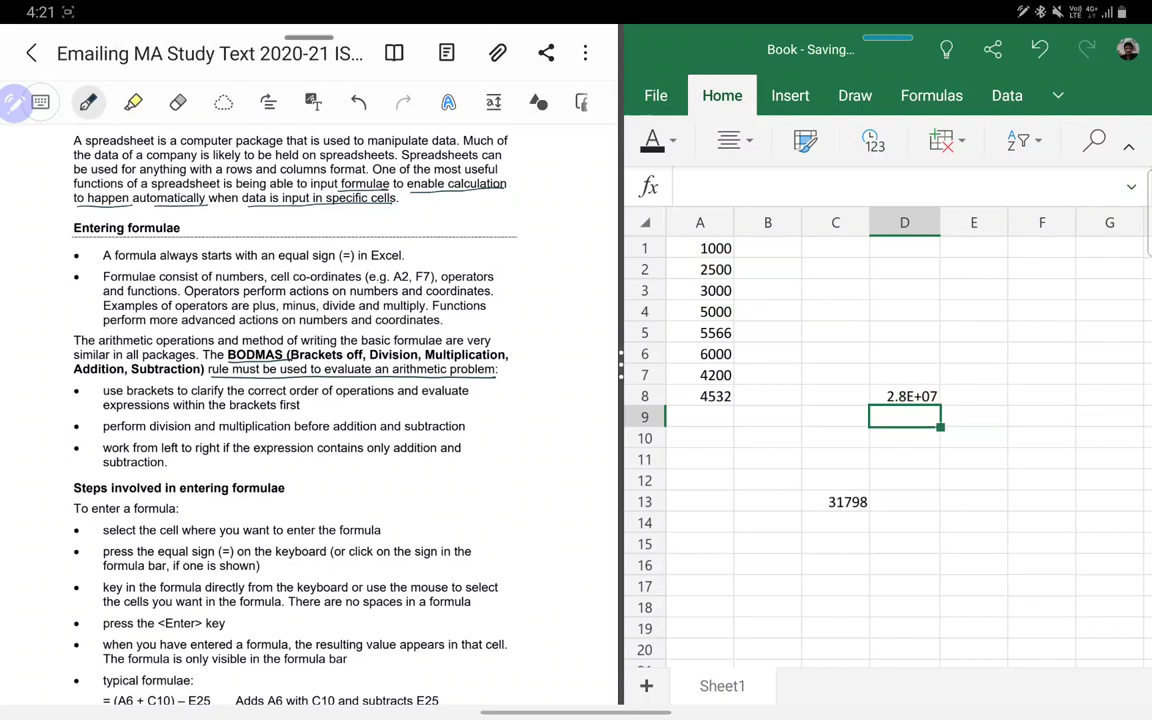 4:21
Vo) 4G+
LTE
Emailing MA Study Text 2020-21 IS...
A spreadsheet is a computer package that is used to manipulate data. Much of
the data of a company is likely to be held on spreadsheets. Spreadsheets can
be used for anything with a rows and columns format. One of the most useful
functions of a spreadsheet is being able to input formulae to enable calculation
to happen automatically when data is input in specific cells.
Entering formulae
• A formula always starts with an equal sign (=) in Excel.
• Formulae consist of numbers, cell co-ordinates (e.g. A2, F7), operators
and functions. Operators perform actions on numbers and coordinates.
Examples of operators are plus, minus, divide and multiply. Functions
perform more advanced actions on numbers and coordinates.
The arithmetic operations and method of writing the basic formulae are very
similar in all packages. The BODMAS (Brackets off, Division, Multiplication,
Addition, Subtraction) rule must be used to evaluate an arithmetic problem:
• use brackets to clarify the correct order of operations and evaluate
expressions within the brackets first
• perform division and multiplication before addition and subtraction
• work from left to right if the expression contains only addition and
subtraction.
Steps involved in entering formulae
To enter a formula:
• select the cell where you want to enter the formula
• press the equal sign (=) on the keyboard (or click on the sign in the
formula bar, if one is shown)
• key in the formula directly from the keyboard or use the mouse to select
the cells you want in the formula. There are no spaces in a formula
• press the <Enter> key
• when you have entered a formula, the resulting value appears in that cell.
The formula is only visible in the formula bar
• typical formulae:
= (A6 + C10) – E25 Adds A6 with C10 and subtracts E25
Book - Saving...
File Home Insert Draw Formulas Data
A 123 A Z
fx
A B C D E F G
1 1000
2 2500
3 3000
4 5000
5 5566
6 6000
7 4200
8 4532 2.8E+07
9
10
11
12
13 31798
14
15
16
17
18
19
20
+ Sheet1